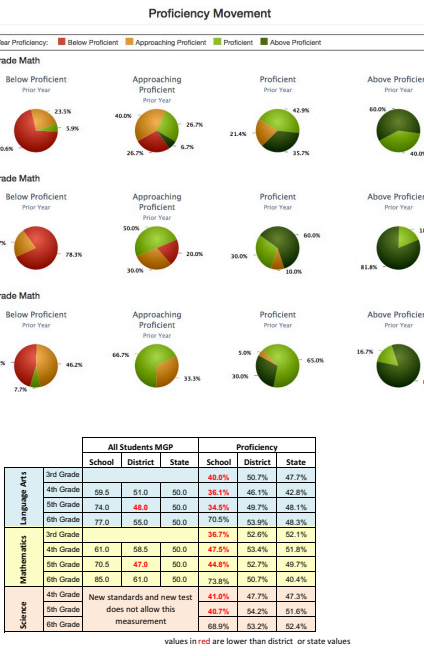 Proficiency Movement
ear Proficiency: Below Proficient Approaching Proficient Proficient Above Proficient
rade Math
Below Proficient Approaching Proficient Proficient Above Proficien
Prior Year Prior Year Prior Year Prior Year
23.5% 5.9% 0.6%
40.0% 26.7% 6.7% 26.7%
42.9% 21.4% 35.7%
60.0% 40.0%
rade Math
Below Proficient Approaching Proficient Proficient Above Proficien
Prior Year Prior Year Prior Year Prior Year
% 78.3%
50.0% 20.0% 30.0%
60.0% 30.0% 10.0%
18 81.8%
rade Math
Below Proficient Approaching Proficient Proficient Above Proficien
Prior Year Prior Year Prior Year Prior Year
% 46.2% 7.7%
66.7% 33.3%
5.0% 65.0% 30.0%
16.7%
All Students MGP Proficiency
School District State School District State
Language Arts
3rd Grade 40.0% 50.7% 47.7%
4th Grade 59.5 51.0 50.0 36.1% 46.1% 42.8%
5th Grade 74.0 48.0 50.0 34.5% 49.7% 48.1%
6th Grade 77.0 55.0 50.0 70.5% 53.9% 48.3%
Mathematics
3rd Grade 36.7% 52.6% 52.1%
4th Grade 61.0 58.5 50.0 47.5% 53.4% 51.8%
5th Grade 70.5 47.0 50.0 44.8% 52.7% 49.7%
6th Grade 85.0 61.0 50.0 73.8% 50.7% 40.4%
Science
4th Grade New standards and new test 41.0% 47.7% 47.3%
5th Grade does not allow this 40.7% 54.2% 51.6%
6th Grade measurement 68.9% 53.2% 52.4%
values in red are lower than district or state values